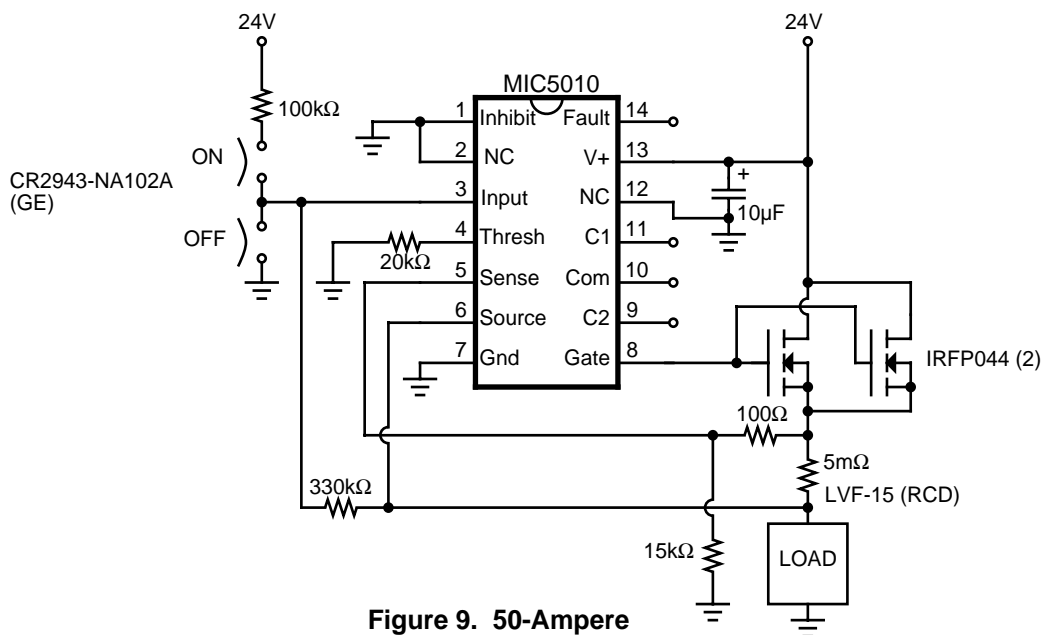 24V
24V
100kΩ
MIC5010
ON
CR2943-NA102A
(GE)
OFF
1 Inhibit Fault 14
2 NC V+ 13
3 Input NC 12
4 Thresh C1 11
5 Sense Com 10
6 Source C2 9
7 Gnd Gate 8
+
10µF
20kΩ
IRFP044 (2)
100Ω
5mΩ
LVF-15 (RCD)
330kΩ
15kΩ
LOAD
Figure 9. 50-Ampere